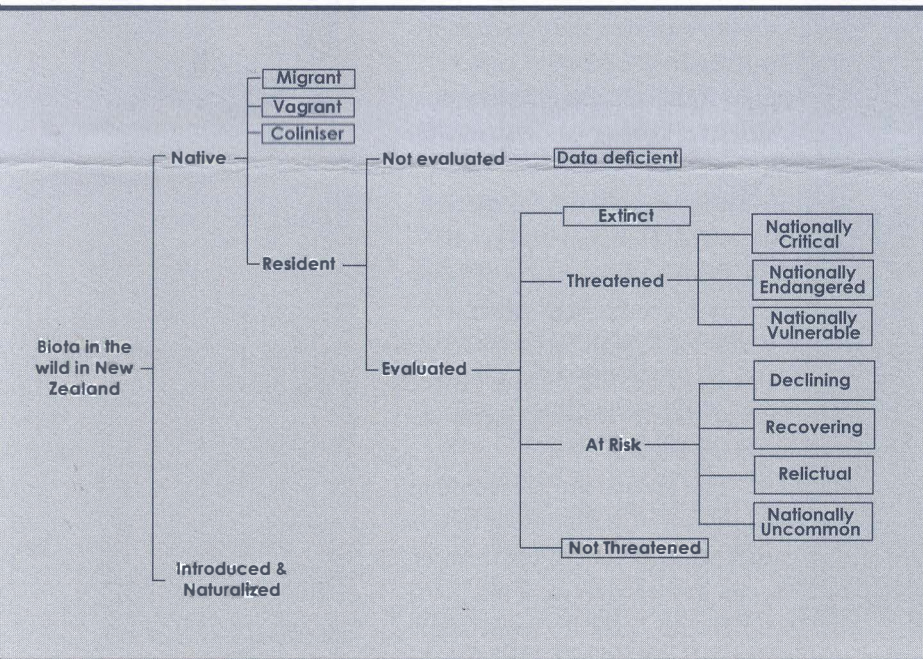 Migrant
Vagrant
Coliniser
Native
Not evaluated
Data deficient
Extinct
Nationally
Critical
Resident
Threatened
Nationally
Endangered
Nationally
Vulnerable
Biota in the
wild in New
Zealand
Evaluated
Declining
Recovering
At Risk
Relictual
Nationally
Uncommon
Not Threatened
Introduced &
Naturalized